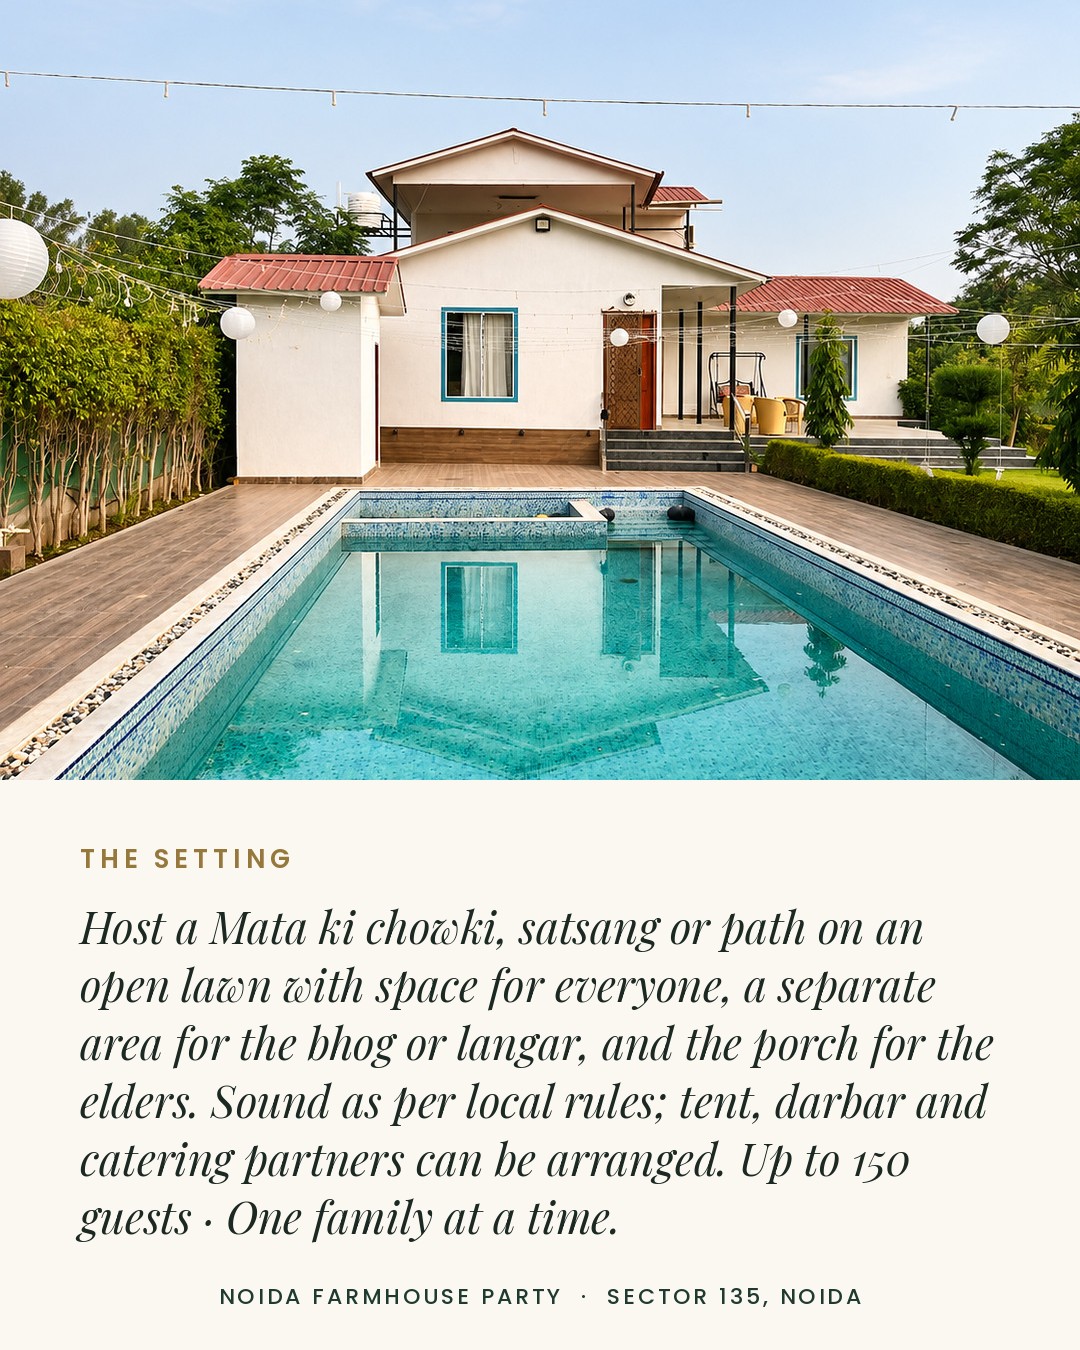 THE SETTING
Host a Mata ki chowki, satsang or path on an
open lawn with space for everyone, a separate
area for the bhog or langar, and the porch for the
elders. Sound as per local rules; tent, darbar and
catering partners can be arranged. Up to 150
guests · One family at a time.
NOIDA FARMHOUSE PARTY · SECTOR 135, NOIDA